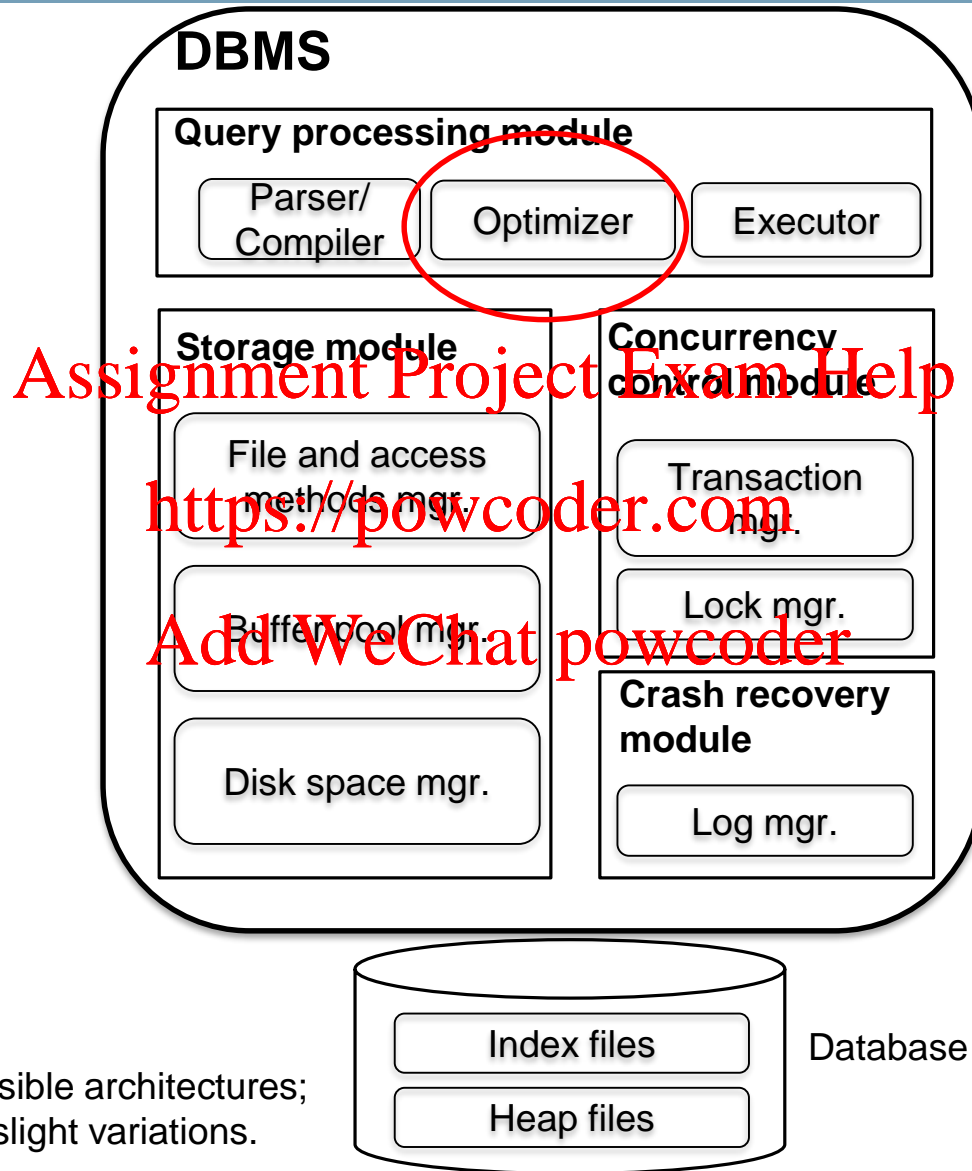 DBMS
Query processing module
Parser/
Compiler
Optimizer
Executor
Storage module
File and access
methods mgr.
Buffer pool mgr.
Disk space mgr.
Concurrency
control module
Transaction
mgr.
Lock mgr.
Crash recovery
module
Log mgr.
Assignment Project Exam Help
https://powcoder.com
Add WeChat powcoder
Index files
Heap files
Database
sible architectures;
slight variations.